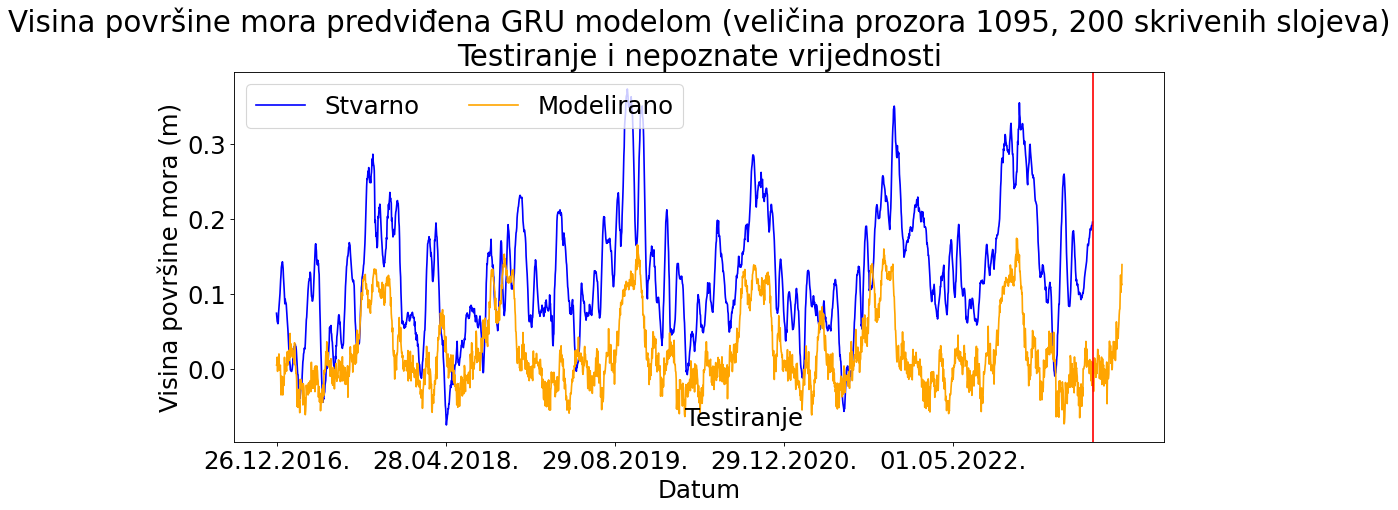 Visina površine mora predviđena GRU modelom (veličina prozora 1095, 200 skrivenih slojeva)
Testiranje i nepoznate vrijednosti
Stvarno Modelirano
Visina površine mora (m)
0.3
0.2
0.1
0.0
Testiranje
26.12.2016. 28.04.2018. 29.08.2019. 29.12.2020. 01.05.2022.
Datum